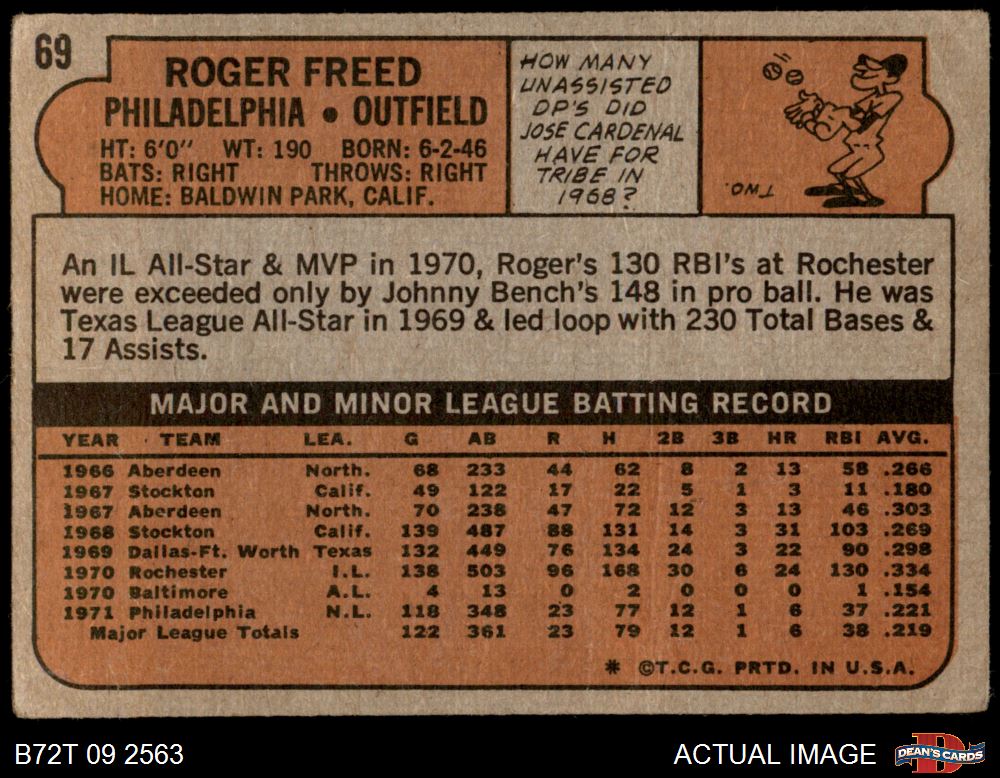 69
ROGER FREED
PHILADELPHIA • OUTFIELD
HT: 6'0" WT: 190 BORN: 6-2-46
BATS: RIGHT THROWS: RIGHT
HOME: BALDWIN PARK, CALIF.
HOW MANY
UNASSISTED
DP'S DID
JOSE CARDENAL
HAVE FOR
TRIBE IN
1968?
TWO.
An IL All-Star & MVP in 1970, Roger's 130 RBI's at Rochester
were exceeded only by Johnny Bench's 148 in pro ball. He was
Texas League All-Star in 1969 & led loop with 230 Total Bases &
17 Assists.
MAJOR AND MINOR LEAGUE BATTING RECORD
YEAR TEAM LEA. G AB R H 2B 3B HR RBI AVG.
1966 Aberdeen North. 68 233 44 62 8 2 13 58 .266
1967 Stockton Calif. 49 122 17 22 5 1 3 11 .180
1967 Aberdeen North. 70 238 47 72 12 3 13 46 .303
1968 Stockton Calif. 139 487 88 131 14 3 31 103 .269
1969 Dallas-Ft. Worth Texas 132 449 76 134 24 3 22 90 .298
1970 Rochester I.L. 138 503 96 168 30 6 24 130 .334
1970 Baltimore A.L. 4 13 0 2 0 0 0 1 .154
1971 Philadelphia N.L. 118 348 23 77 12 1 6 37 .221
Major League Totals 122 361 23 79 12 1 6 38 .219
* ©T.C.G. PRTD. IN U.S.A.
B72T 09 2563
ACTUAL IMAGE
D
DEAN'S CARDS